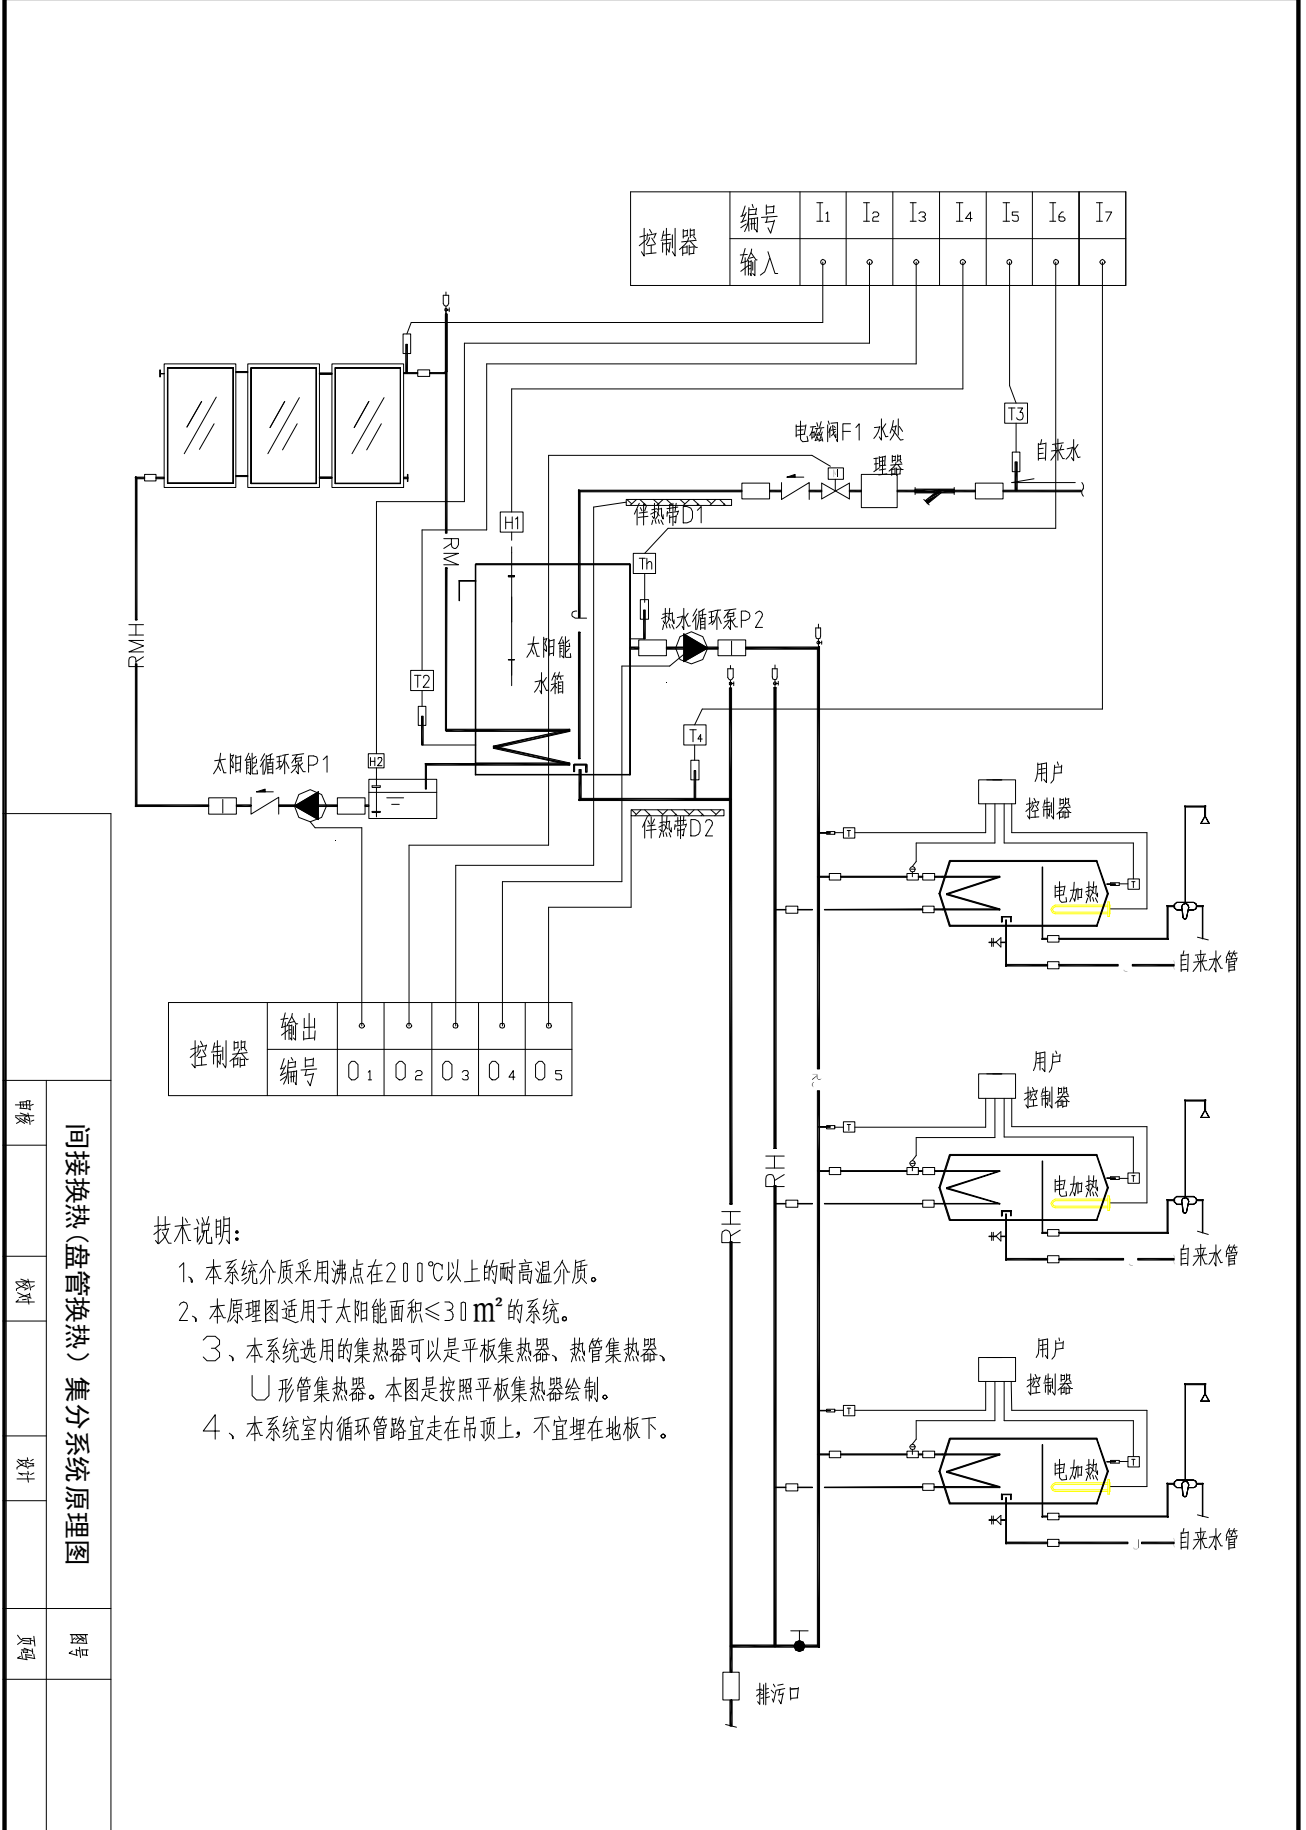 控制器
编号 I1 I2 I3 I4 I5 I6 I7
输入
T3
电磁阀F1 水处
理器
自来水
伴热带D1
H1
RM
Th
热水循环泵P2
RMH
太阳能
水箱
T2
T4
H2
太阳能循环泵P1
伴热带D2
用户
控制器
T
T
电加热
自来水管
控制器
输出
编号 O1 O2 O3 O4 O5
用户
控制器
T
T
电加热
自来水管
RH
RH
用户
控制器
T
T
电加热
自来水管
排污口
技术说明：
1、本系统介质采用沸点在200℃以上的耐高温介质。
2、本原理图适用于太阳能面积≤30m²的系统。
3、本系统选用的集热器可以是平板集热器、热管集热器、
U形管集热器。本图是按照平板集热器绘制。
4、本系统室内循环管路宜走在吊顶上，不宜埋在地板下。
间接换热（盘管换热）集分系统原理图
图号
审核
校对
设计
页码